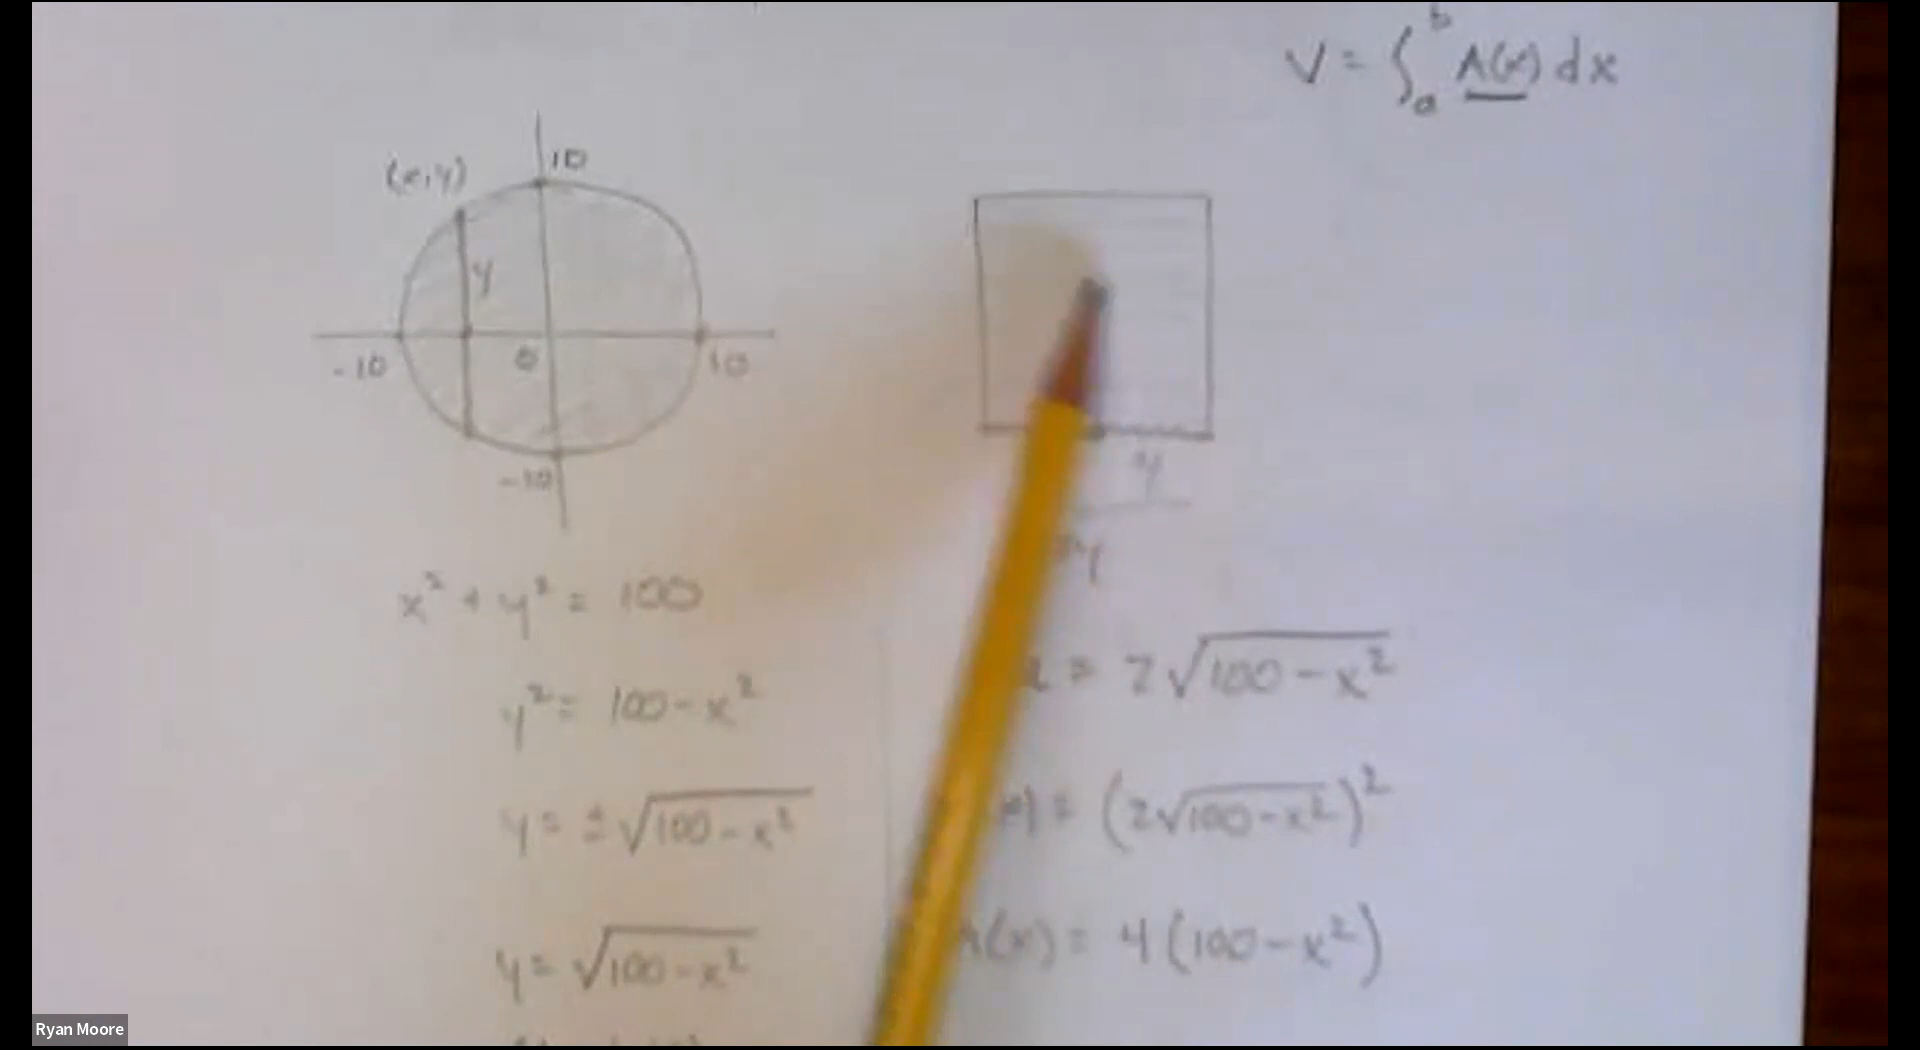 V = ∫ₐᵇ A(x) dx
(x,y)
10
y
-10
0
10
-10
y
2y
x² + y² = 100
y² = 100 - x²
y = ±√(100 - x²)
y = √(100 - x²)
= 2√(100 - x²)
= (2√(100 - x²))²
A(x) = 4(100 - x²)
Ryan Moore